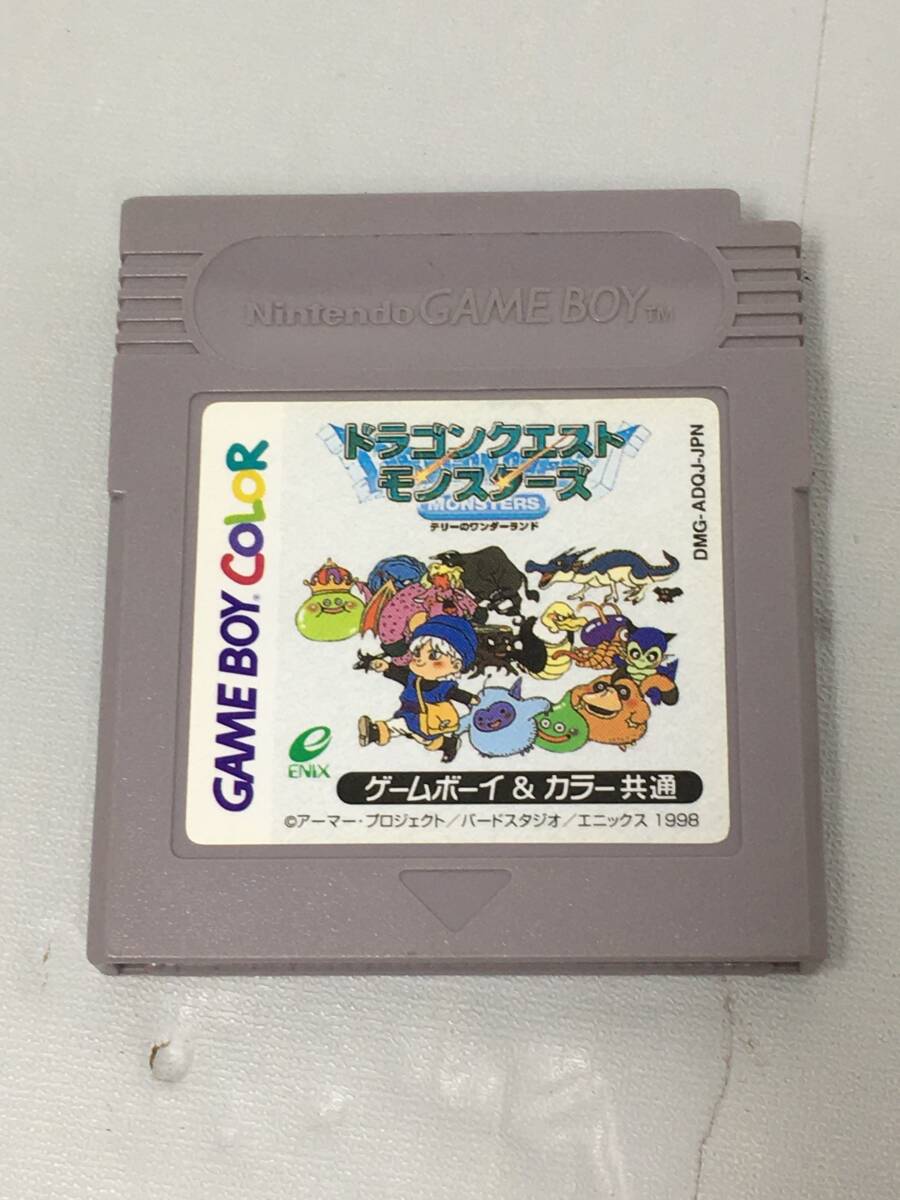 Nintendo GAME BOY™
GAME BOY COLOR
ドラゴンクエスト
モンスターズ
MONSTERS
テリーのワンダーランド
DMG-ADQJ-JPN
e
ENIX
ゲームボーイ & カラー共通
©アーマー・プロジェクト/バードスタジオ/エニックス 1998